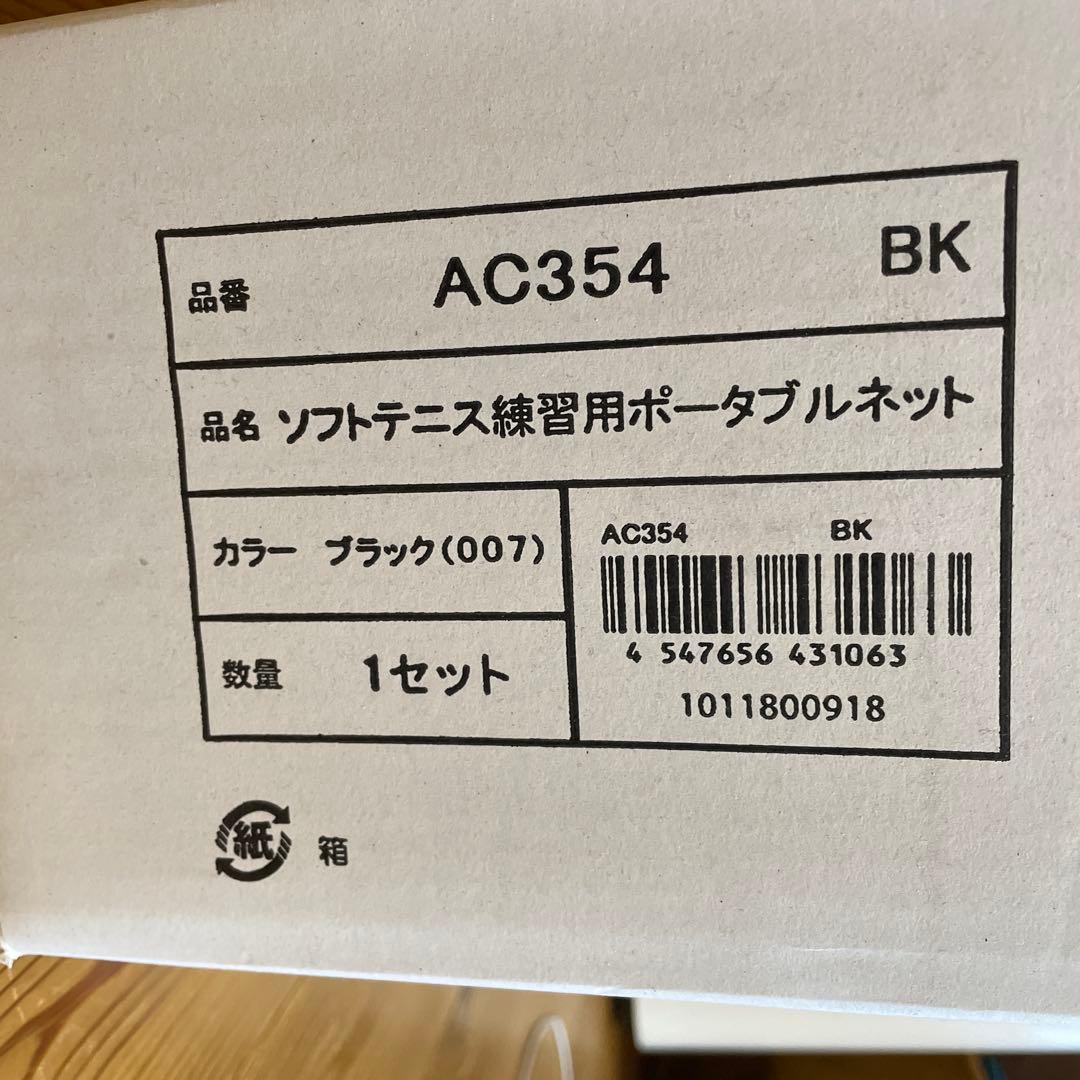 品番 AC354 BK
品名 ソフトテニス練習用ポータブルネット
カラー ブラック(007)
数量 1セット
AC354 BK
4 547656 431063
1011800918
紙 箱